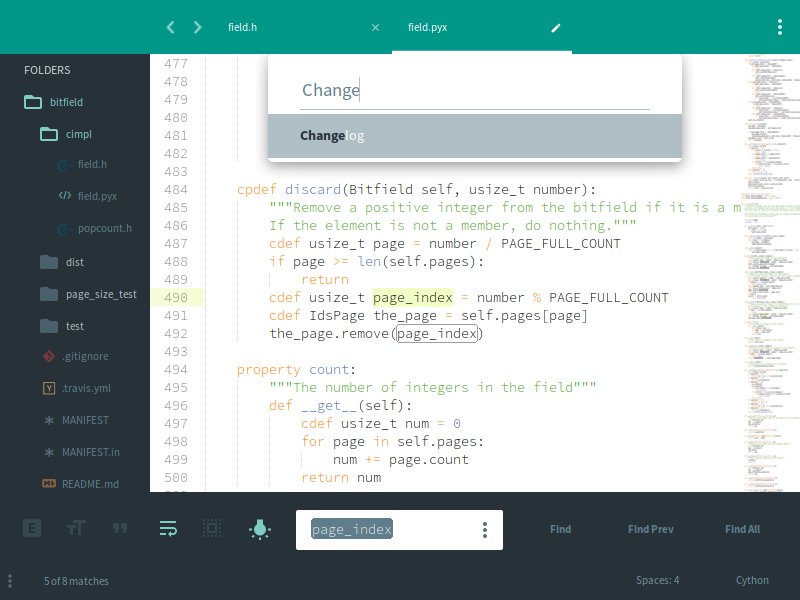 field.h
field.pyx
FOLDERS
bitfield
cimpl
field.h
field.pyx
popcount.h
dist
page_size_test
test
.gitignore
.travis.yml
MANIFEST
MANIFEST.in
README.md
Change
Changelog
477
478
479
480
481
482
483
484 cpdef discard(Bitfield self, usize_t number):
485 """Remove a positive integer from the bitfield if it is a m
486 If the element is not a member, do nothing."""
487 cdef usize_t page = number / PAGE_FULL_COUNT
488 if page >= len(self.pages):
489 return
490 cdef usize_t page_index = number % PAGE_FULL_COUNT
491 cdef IdsPage the_page = self.pages[page]
492 the_page.remove(page_index)
493
494 property count:
495 """The number of integers in the field"""
496 def __get__(self):
497 cdef usize_t num = 0
498 for page in self.pages:
499 num += page.count
500 return num
page_index
Find
Find Prev
Find All
5 of 8 matches
Spaces: 4
Cython